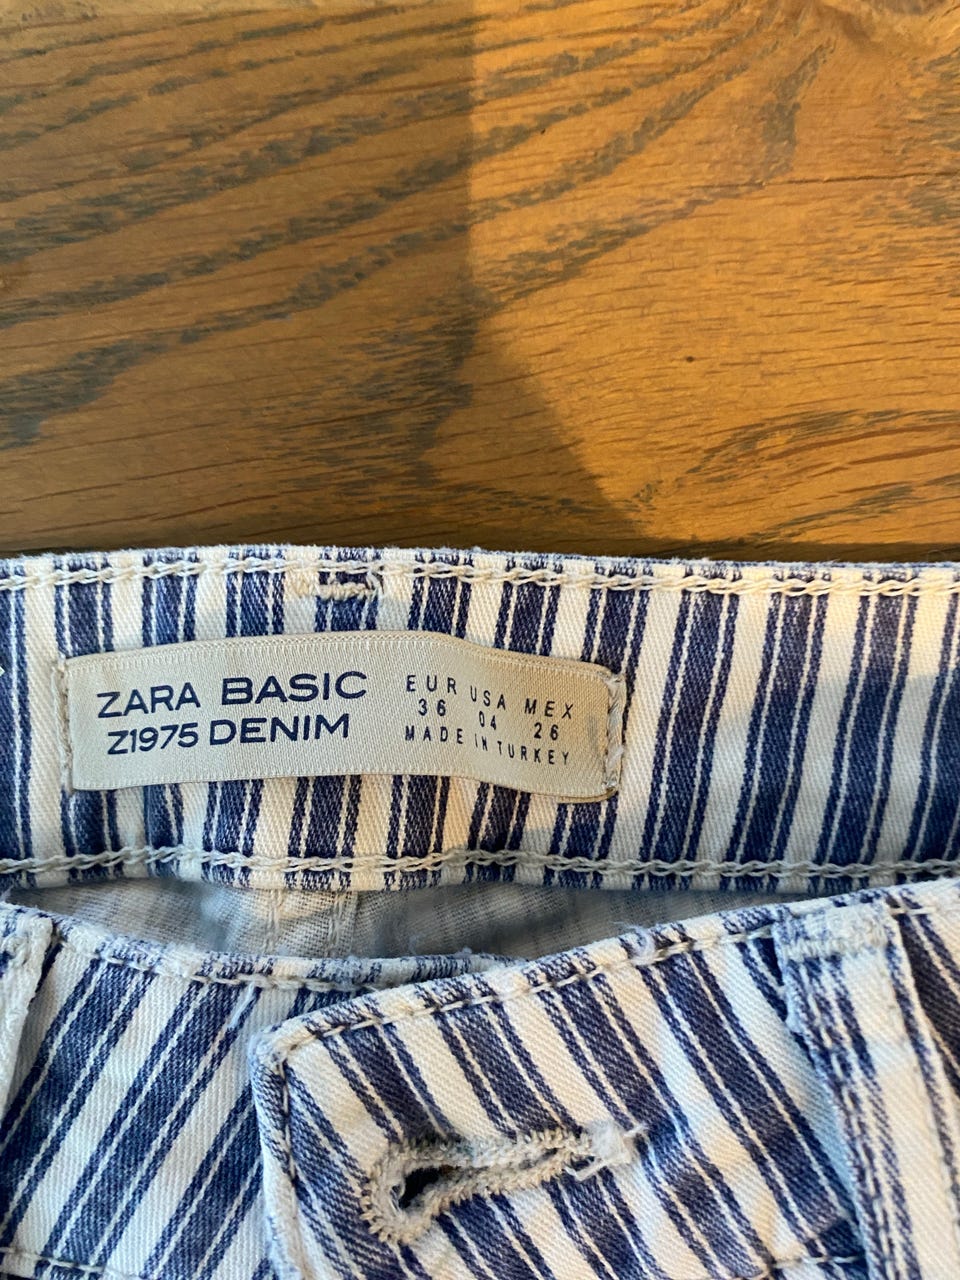 ZARA BASIC
Z1975 DENIM
EUR USA MEX
36 04 26
MADE IN TURKEY